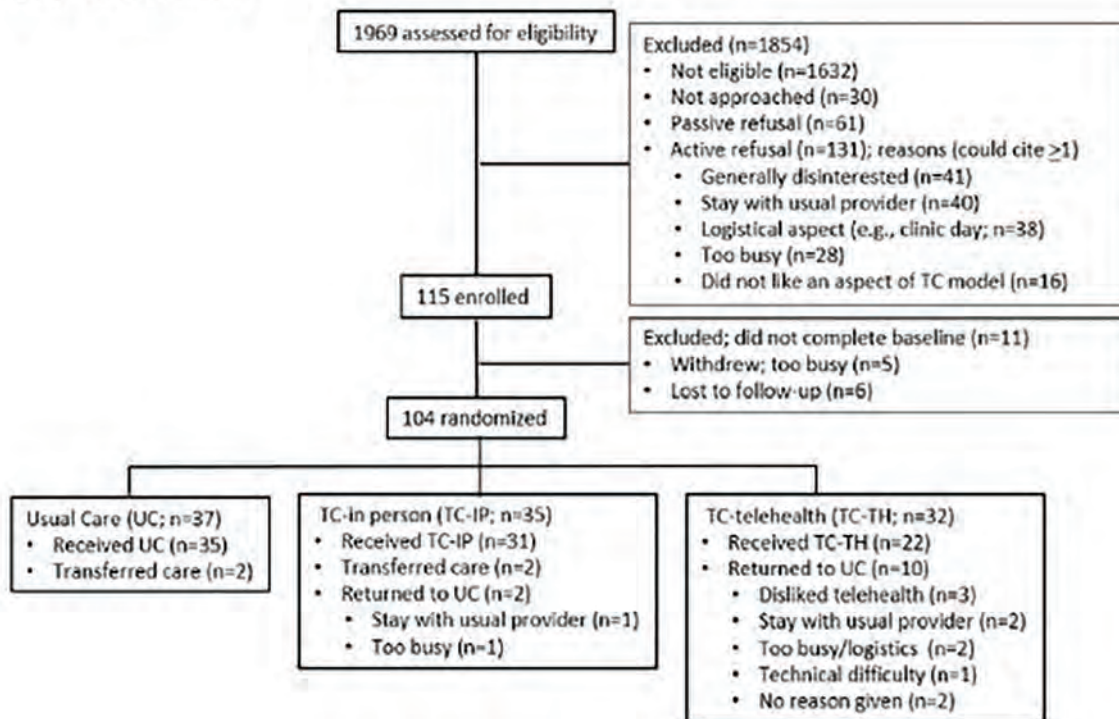 1969 assessed for eligibility
Excluded (n=1854)
• Not eligible (n=1632)
• Not approached (n=30)
• Passive refusal (n=61)
• Active refusal (n=131); reasons (could cite ≥1)
• Generally disinterested (n=41)
• Stay with usual provider (n=40)
• Logistical aspect (e.g., clinic day; n=38)
• Too busy (n=28)
• Did not like an aspect of TC model (n=16)
115 enrolled
Excluded; did not complete baseline (n=11)
• Withdrew; too busy (n=5)
• Lost to follow-up (n=6)
104 randomized
Usual Care (UC; n=37)
• Received UC (n=35)
• Transferred care (n=2)
TC-in person (TC-IP; n=35)
• Received TC-IP (n=31)
• Transferred care (n=2)
• Returned to UC (n=2)
• Stay with usual provider (n=1)
• Too busy (n=1)
TC-telehealth (TC-TH; n=32)
• Received TC-TH (n=22)
• Returned to UC (n=10)
• Disliked telehealth (n=3)
• Stay with usual provider (n=2)
• Too busy/logistics (n=2)
• Technical difficulty (n=1)
• No reason given (n=2)